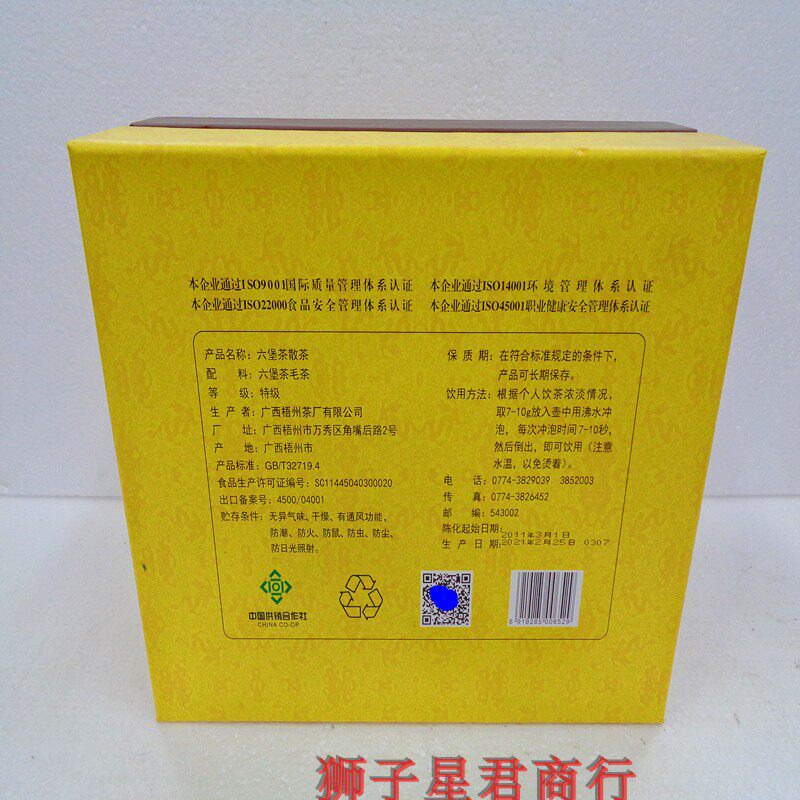 本企业通过ISO9001国际质量管理体系认证 本企业通过ISO14001环境管理体系认证
本企业通过ISO22000食品安全管理体系认证 本企业通过ISO45001职业健康安全管理体系认证
产品名称：六堡茶散茶
配 料：六堡茶毛茶
等 级：特级
生 产 者：广西梧州茶厂有限公司
厂 址：广西梧州市万秀区角嘴后路2号
产 地：广西梧州市
产品标准：GB/T32719.4
食品生产许可证编号：SC11445040300020
出口备案号：4500/04001
贮存条件：无异气味、干燥、有通风功能，
防潮、防火、防鼠、防虫、防尘、
防日光照射。
保 质 期：在符合标准规定的条件下，
产品可长期保存。
饮用方法：根据个人饮茶浓淡情况，
取7-10g放入壶中用沸水冲
泡，每次冲泡时间7-10秒，
然后倒出，即可饮用（注意
水温，以免烫着）。
电 话：0774-3829039 3852003
传 真：0774-3826452
邮 编：543002
陈化起始日期：2011年3月1日
生 产 日 期：2021年2月25日 0307
中国供销合作社
CHINA CO-OP
6 919285 006529
狮子星君商行